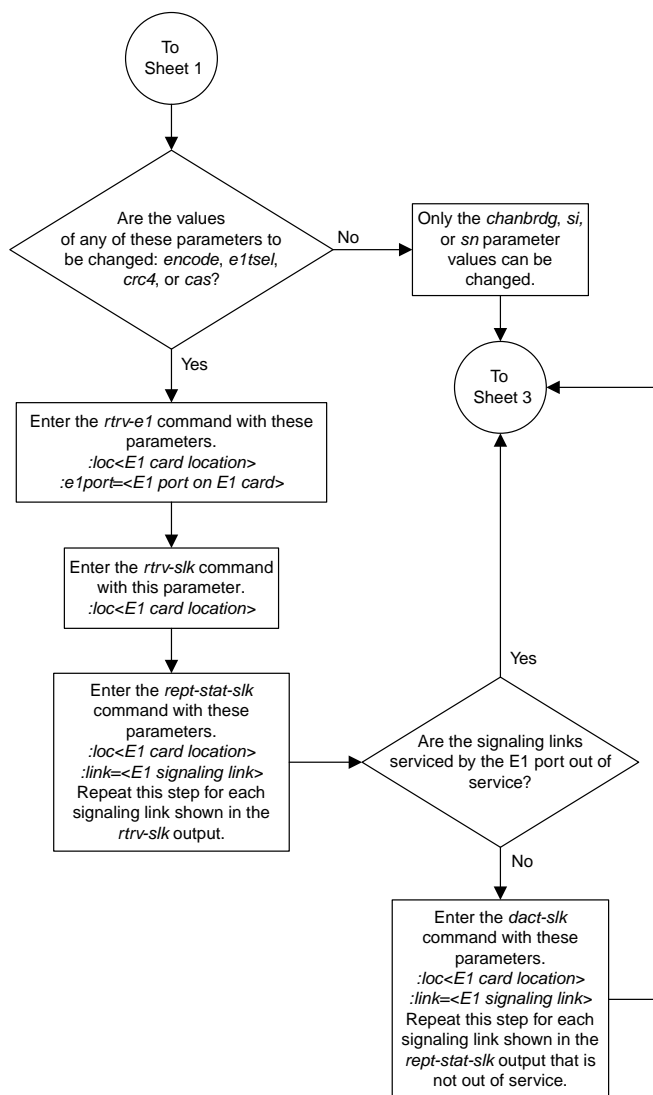 To
Sheet 1
Are the values
of any of these parameters to
be changed: encode, e1tsel,
crc4, or cas?
No
Only the chanbrdg, si,
or sn parameter
values can be
changed.
Yes
To
Sheet 3
Enter the rtrv-e1 command with these
parameters.
:loc<E1 card location>
:e1port=<E1 port on E1 card>
Enter the rtrv-slk command
with this parameter.
:loc<E1 card location>
Enter the rept-stat-slk
command with these
parameters.
:loc<E1 card location>
:link=<E1 signaling link>
Repeat this step for each
signaling link shown in the
rtrv-slk output.
Yes
Are the signaling links
serviced by the E1 port out of
service?
No
Enter the dact-slk
command with these
parameters.
:loc<E1 card location>
:link=<E1 signaling link>
Repeat this step for each
signaling link shown in the
rept-stat-slk output that is
not out of service.